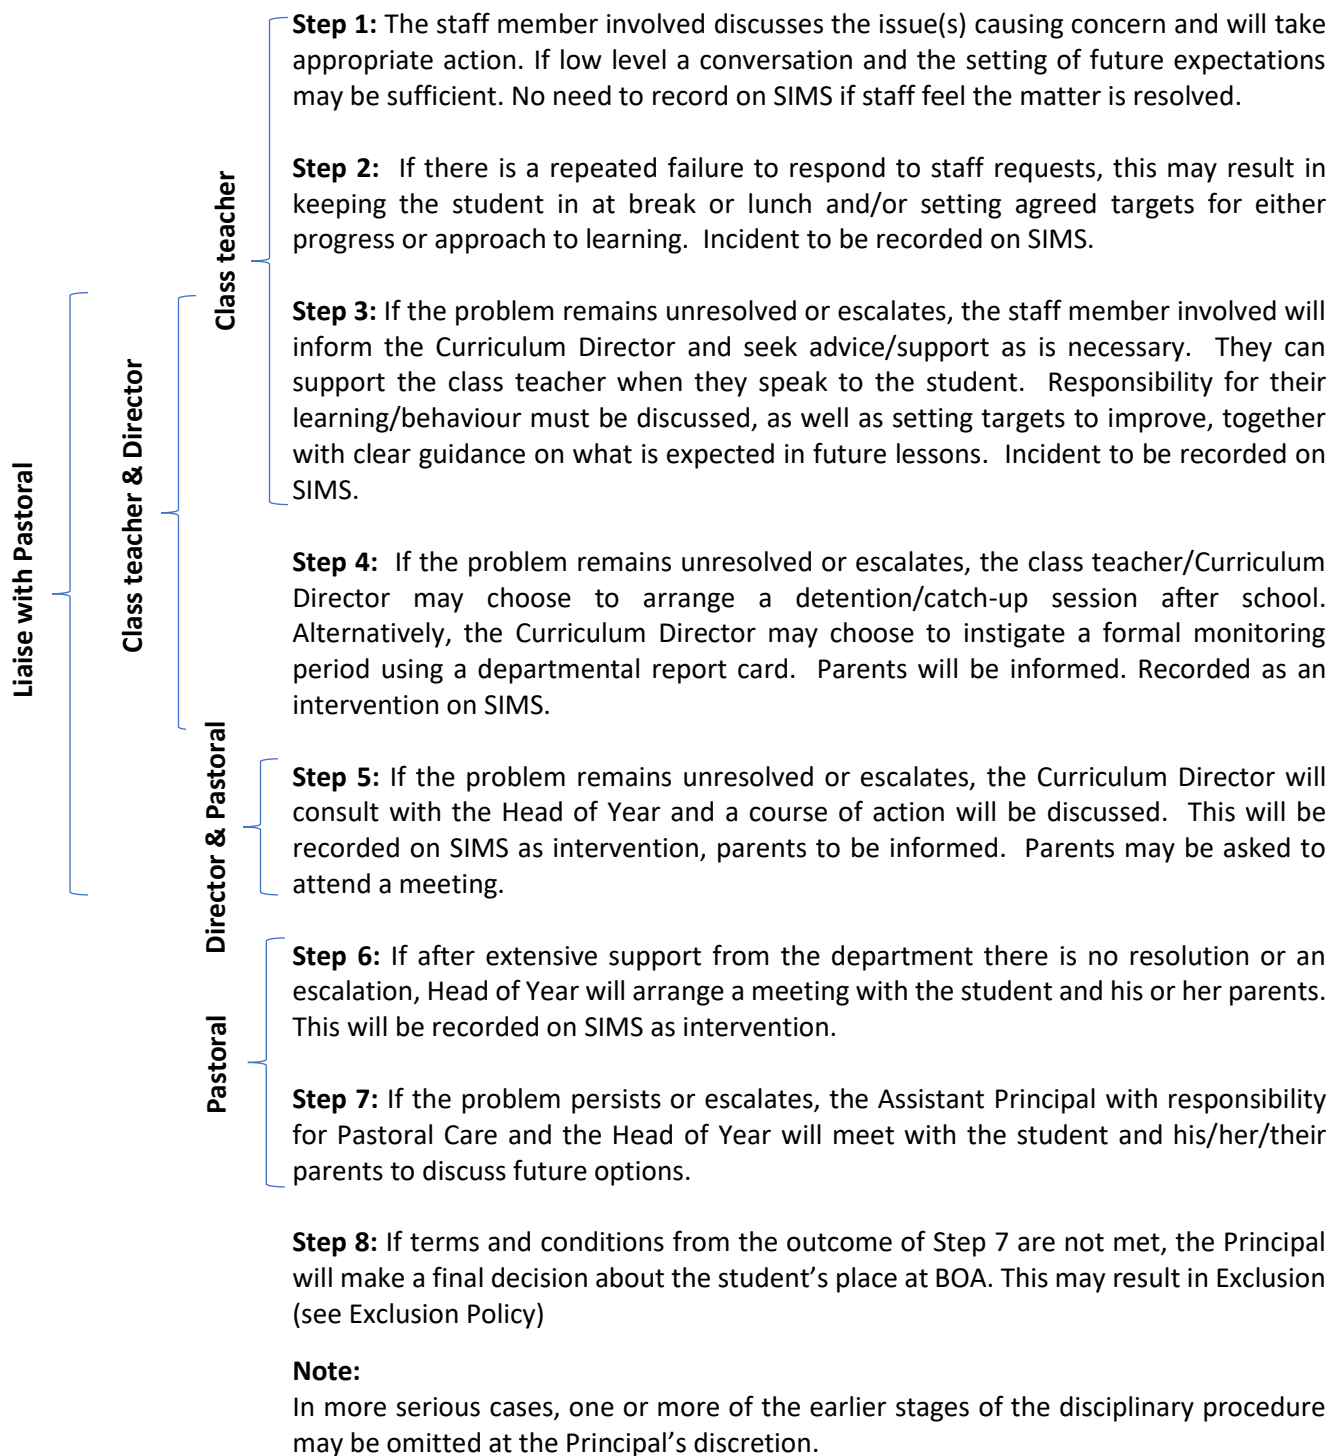 Step 1: The staff member involved discusses the issue(s) causing concern and will take
appropriate action. If low level a conversation and the setting of future expectations
may be sufficient. No need to record on SIMS if staff feel the matter is resolved.
Step 2: If there is a repeated failure to respond to staff requests, this may result in
keeping the student in at break or lunch and/or setting agreed targets for either
progress or approach to learning. Incident to be recorded on SIMS.
Class teacher
Step 3: If the problem remains unresolved or escalates, the staff member involved will
inform the Curriculum Director and seek advice/support as is necessary. They can
support the class teacher when they speak to the student. Responsibility for their
learning/behaviour must be discussed, as well as setting targets to improve, together
with clear guidance on what is expected in future lessons. Incident to be recorded on
SIMS.
Liaise with Pastoral
Class teacher & Director
Step 4: If the problem remains unresolved or escalates, the class teacher/Curriculum
Director may choose to arrange a detention/catch-up session after school.
Alternatively, the Curriculum Director may choose to instigate a formal monitoring
period using a departmental report card. Parents will be informed. Recorded as an
intervention on SIMS.
Director & Pastoral
Step 5: If the problem remains unresolved or escalates, the Curriculum Director will
consult with the Head of Year and a course of action will be discussed. This will be
recorded on SIMS as intervention, parents to be informed. Parents may be asked to
attend a meeting.
Step 6: If after extensive support from the department there is no resolution or an
escalation, Head of Year will arrange a meeting with the student and his or her parents.
This will be recorded on SIMS as intervention.
Pastoral
Step 7: If the problem persists or escalates, the Assistant Principal with responsibility
for Pastoral Care and the Head of Year will meet with the student and his/her/their
parents to discuss future options.
Step 8: If terms and conditions from the outcome of Step 7 are not met, the Principal
will make a final decision about the student’s place at BOA. This may result in Exclusion
(see Exclusion Policy)
Note:
In more serious cases, one or more of the earlier stages of the disciplinary procedure
may be omitted at the Principal’s discretion.